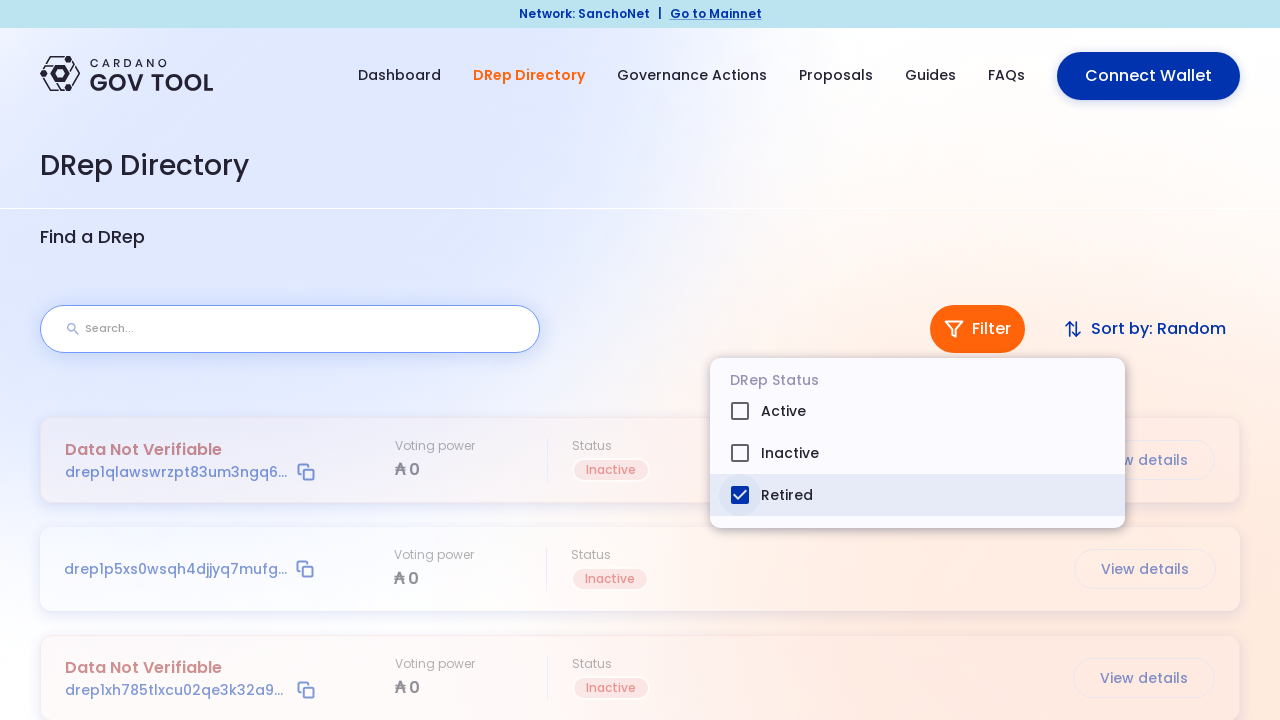 Network: SanchoNet | Go to Mainnet
CARDANO
GOV TOOL
Dashboard
DRep Directory
Governance Actions
Proposals
Guides
FAQs
Connect Wallet
DRep Directory
Find a DRep
Search...
Filter
Sort by: Random
DRep Status
Active
Inactive
Retired
Data Not Verifiable
drep1qlawswrzpt83um3ngq6...
Voting power
₳ 0
Status
Inactive
details
drep1p5xs0wsqh4djjyq7mufg...
Voting power
₳ 0
Status
Inactive
View details
Data Not Verifiable
drep1xh785tlxcu02qe3k32a9...
Voting power
₳ 0
Status
Inactive
View details